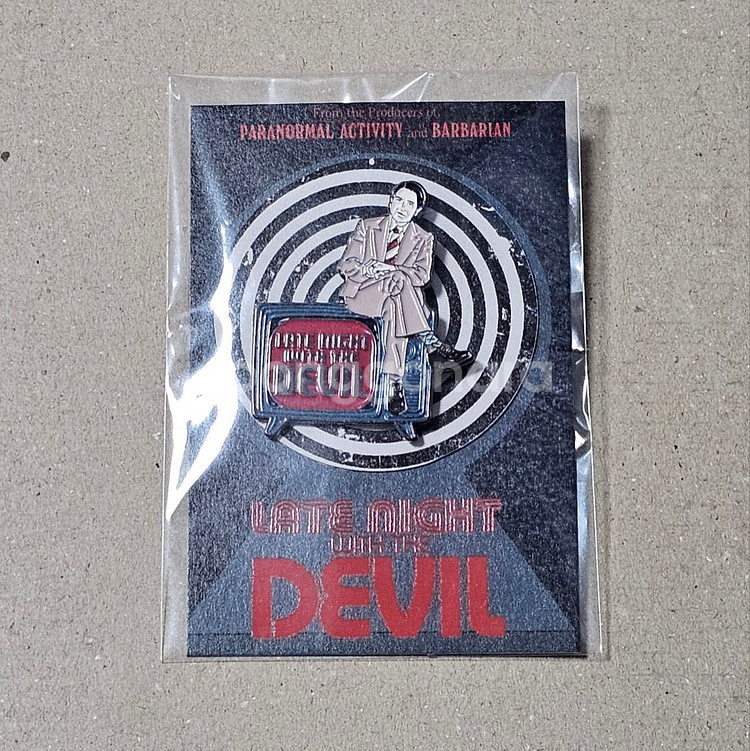 From the Producers of
PARANORMAL ACTIVITY and BARBARIAN
LATE NIGHT
WITH THE
DEVIL
LATE NIGHT
WITH THE
DEVIL